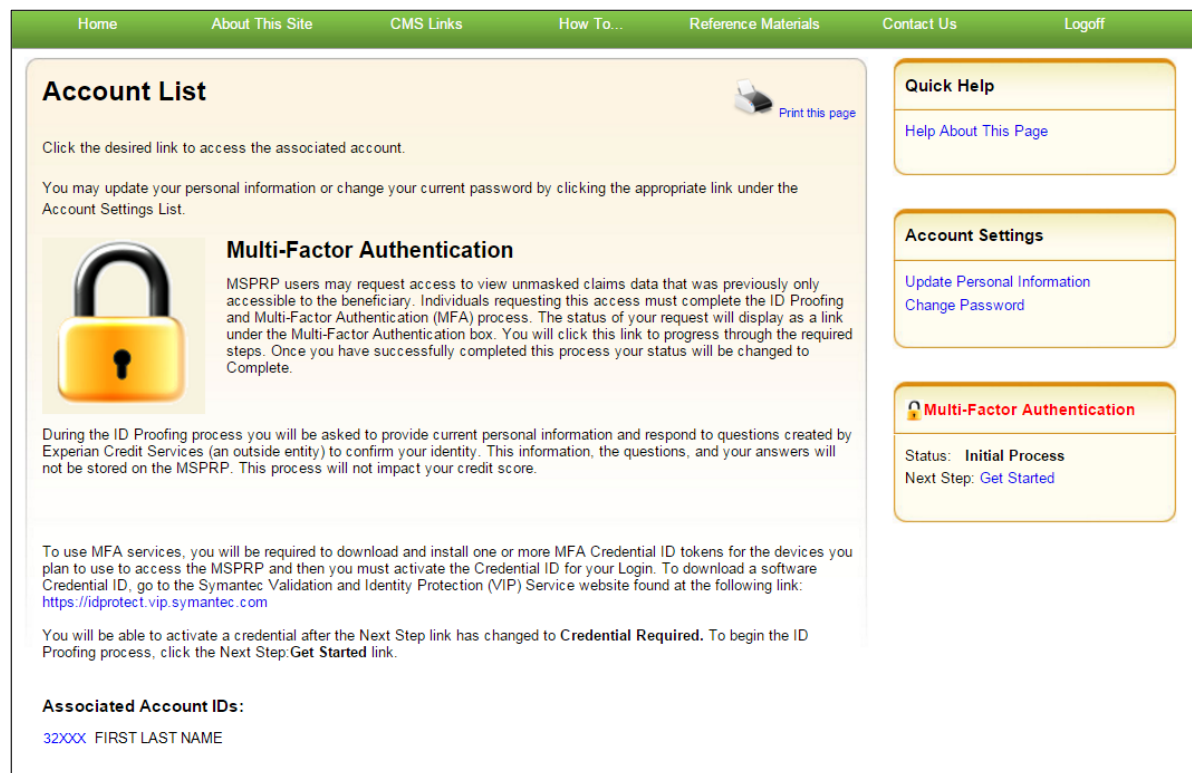 Home About This Site CMS Links How To... Reference Materials Contact Us Logoff
Account List
Print this page
Click the desired link to access the associated account.
You may update your personal information or change your current password by clicking the appropriate link under the
Account Settings List.
Multi-Factor Authentication
MSPRP users may request access to view unmasked claims data that was previously only
accessible to the beneficiary. Individuals requesting this access must complete the ID Proofing
and Multi-Factor Authentication (MFA) process. The status of your request will display as a link
under the Multi-Factor Authentication box. You will click this link to progress through the required
steps. Once you have successfully completed this process your status will be changed to
Complete.
During the ID Proofing process you will be asked to provide current personal information and respond to questions created by
Experian Credit Services (an outside entity) to confirm your identity. This information, the questions, and your answers will
not be stored on the MSPRP. This process will not impact your credit score.
To use MFA services, you will be required to download and install one or more MFA Credential ID tokens for the devices you
plan to use to access the MSPRP and then you must activate the Credential ID for your Login. To download a software
Credential ID, go to the Symantec Validation and Identity Protection (VIP) Service website found at the following link:
https://idprotect.vip.symantec.com
You will be able to activate a credential after the Next Step link has changed to Credential Required. To begin the ID
Proofing process, click the Next Step:Get Started link.
Associated Account IDs:
32XXX FIRST LAST NAME
Quick Help
Help About This Page
Account Settings
Update Personal Information
Change Password
Multi-Factor Authentication
Status: Initial Process
Next Step: Get Started